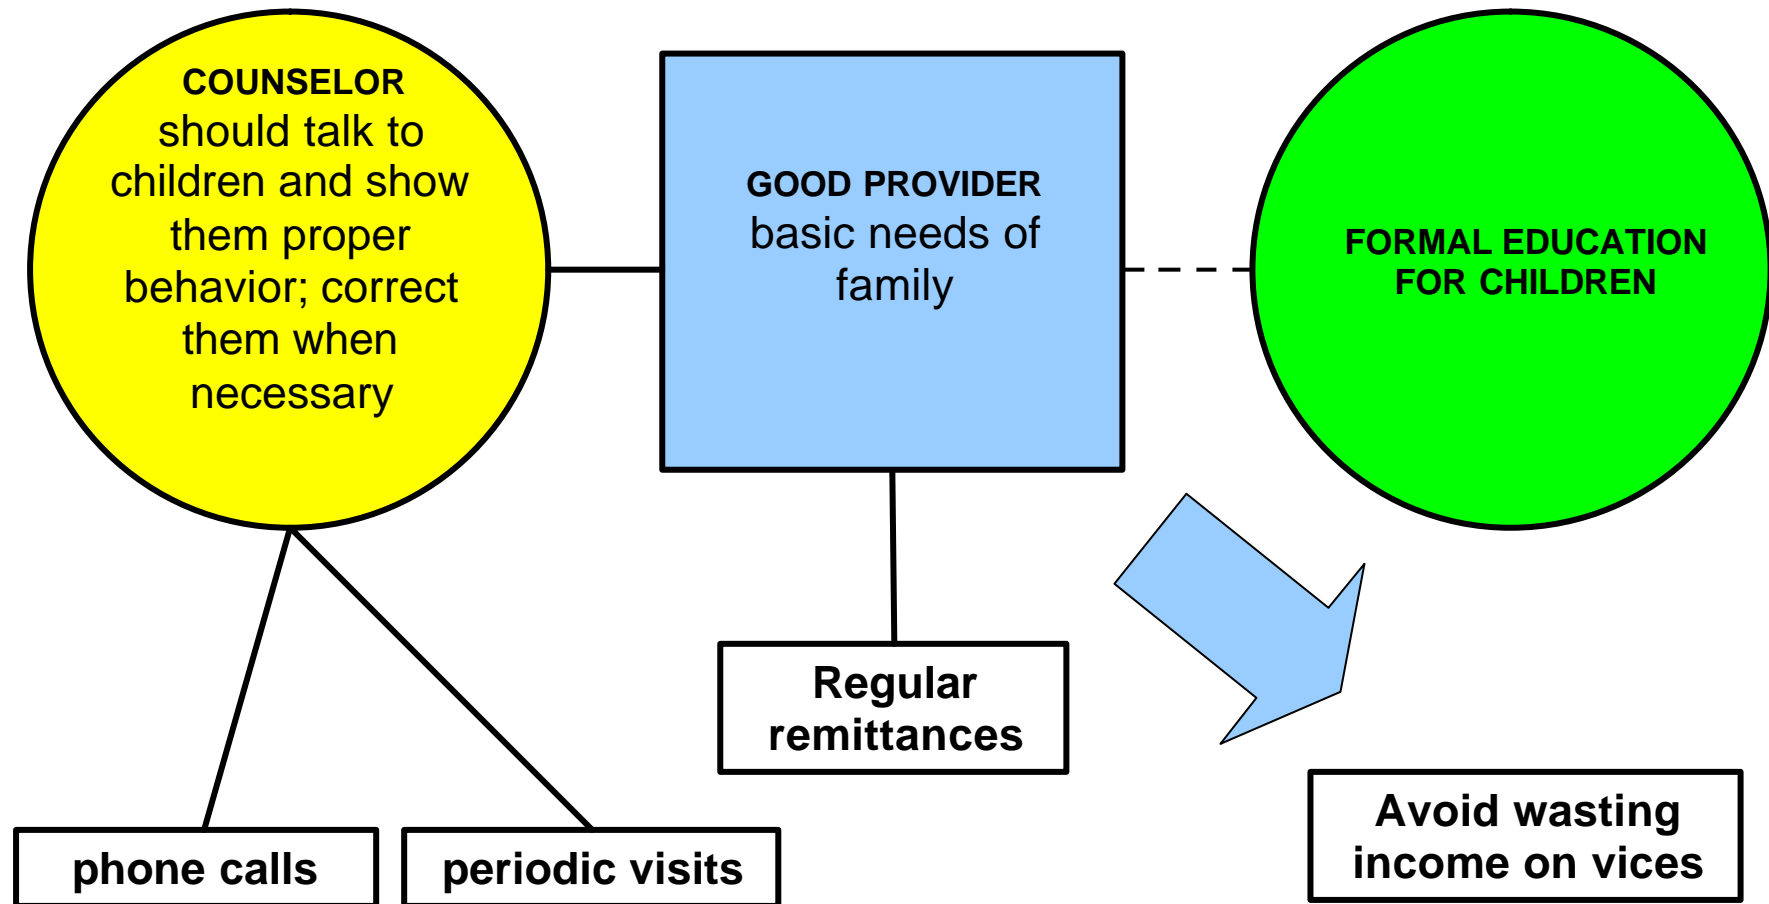 COUNSELOR
should talk to
children and show
them proper
behavior; correct
them when
necessary
GOOD PROVIDER
basic needs of
family
FORMAL EDUCATION
FOR CHILDREN
Regular
remittances
phone calls
periodic visits
Avoid wasting
income on vices